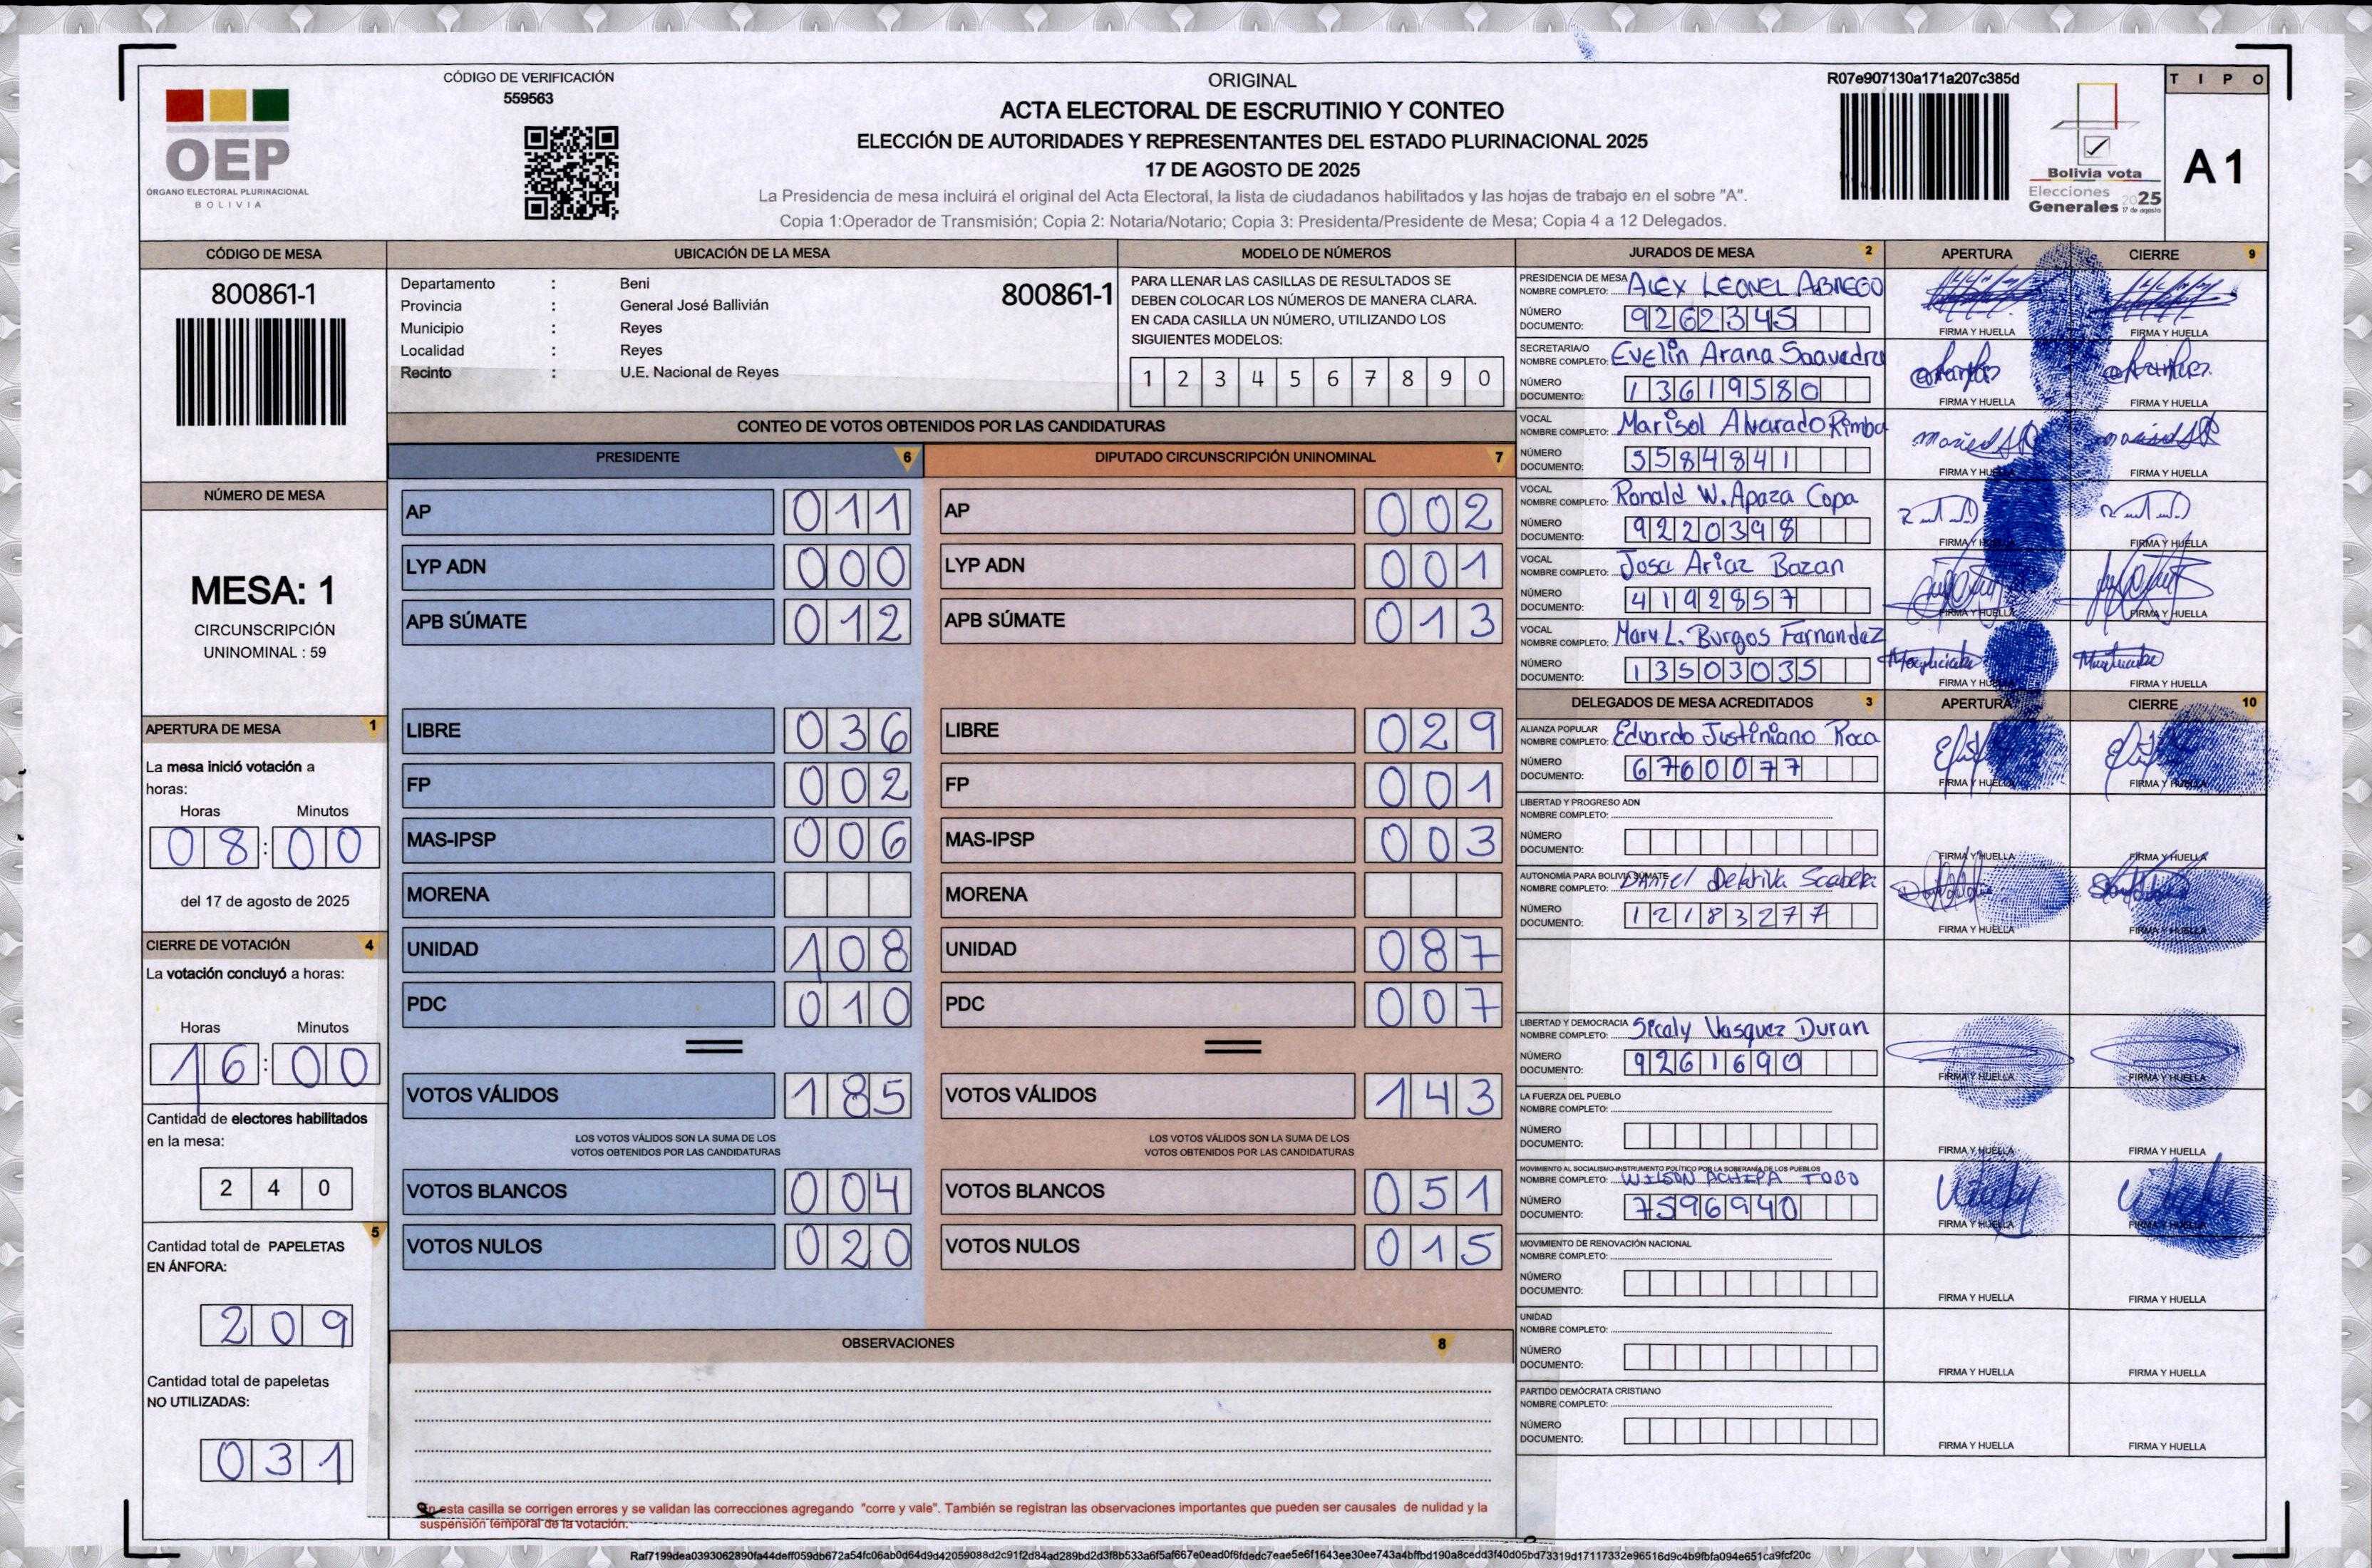 CÓDIGO DE VERIFICACIÓN
559563
OEP
ÓRGANO ELECTORAL PLURINACIONAL
BOLIVIA
ORIGINAL
ACTA ELECTORAL DE ESCRUTINIO Y CONTEO
ELECCIÓN DE AUTORIDADES Y REPRESENTANTES DEL ESTADO PLURINACIONAL 2025
17 DE AGOSTO DE 2025
La Presidencia de mesa incluirá el original del Acta Electoral, la lista de ciudadanos habilitados y las hojas de trabajo en el sobre "A".
Copia 1:Operador de Transmisión; Copia 2: Notaria/Notario; Copia 3: Presidenta/Presidente de Mesa; Copia 4 a 12 Delegados.
R07e907130a171a207c385d
Bolivia vota
Elecciones
Generales 2025
17 de agosto
TIPO
A1
CÓDIGO DE MESA
800861-1
UBICACIÓN DE LA MESA
Departamento : Beni
Provincia : General José Ballivián
Municipio : Reyes
Localidad : Reyes
Recinto : U.E. Nacional de Reyes
800861-1
MODELO DE NÚMEROS
PARA LLENAR LAS CASILLAS DE RESULTADOS SE
DEBEN COLOCAR LOS NÚMEROS DE MANERA CLARA.
EN CADA CASILLA UN NÚMERO, UTILIZANDO LOS
SIGUIENTES MODELOS:
1 2 3 4 5 6 7 8 9 0
NÚMERO DE MESA
MESA: 1
CIRCUNSCRIPCIÓN
UNINOMINAL : 59
APERTURA DE MESA 1
La mesa inició votación a
horas:
Horas Minutos
08:00
del 17 de agosto de 2025
CIERRE DE VOTACIÓN 4
La votación concluyó a horas:
Horas Minutos
16:00
Cantidad de electores habilitados
en la mesa:
240
5
Cantidad total de PAPELETAS
EN ÁNFORA:
209
Cantidad total de papeletas
NO UTILIZADAS:
031
CONTEO DE VOTOS OBTENIDOS POR LAS CANDIDATURAS
PRESIDENTE 6
AP 011
LYP ADN 000
APB SÚMATE 012
LIBRE 036
FP 002
MAS-IPSP 006
MORENA
UNIDAD 108
PDC 010
VOTOS VÁLIDOS 185
LOS VOTOS VÁLIDOS SON LA SUMA DE LOS
VOTOS OBTENIDOS POR LAS CANDIDATURAS
VOTOS BLANCOS 004
VOTOS NULOS 020
DIPUTADO CIRCUNSCRIPCIÓN UNINOMINAL 7
AP 002
LYP ADN 001
APB SÚMATE 013
LIBRE 029
FP 001
MAS-IPSP 003
MORENA
UNIDAD 087
PDC 007
VOTOS VÁLIDOS 143
LOS VOTOS VÁLIDOS SON LA SUMA DE LOS
VOTOS OBTENIDOS POR LAS CANDIDATURAS
VOTOS BLANCOS 051
VOTOS NULOS 015
OBSERVACIONES 8
En esta casilla se corrigen errores y se validan las correcciones agregando "corre y vale". También se registran las observaciones importantes que pueden ser causales de nulidad y la
suspensión temporal de la votación.
JURADOS DE MESA 2 APERTURA CIERRE 9
PRESIDENCIA DE MESA
NOMBRE COMPLETO: ALEX LEONEL ABREGO
NÚMERO
DOCUMENTO: 9262345
FIRMA Y HUELLA FIRMA Y HUELLA
SECRETARIA/O
NOMBRE COMPLETO: Evelin Arana Saavedra
NÚMERO
DOCUMENTO: 13619580
FIRMA Y HUELLA FIRMA Y HUELLA
VOCAL
NOMBRE COMPLETO: Marisol Alvarado Rimba
NÚMERO
DOCUMENTO: 5584841
FIRMA Y HUELLA FIRMA Y HUELLA
VOCAL
NOMBRE COMPLETO: Ronald W. Apaza Copa
NÚMERO
DOCUMENTO: 9220398
FIRMA Y HUELLA FIRMA Y HUELLA
VOCAL
NOMBRE COMPLETO: Jose Ariaz Bazan
NÚMERO
DOCUMENTO: 4192857
FIRMA Y HUELLA FIRMA Y HUELLA
VOCAL
NOMBRE COMPLETO: Mary L. Burgos Fernandez
NÚMERO
DOCUMENTO: 13503035
FIRMA Y HUELLA FIRMA Y HUELLA
DELEGADOS DE MESA ACREDITADOS 3 APERTURA CIERRE 10
ALIANZA POPULAR
NOMBRE COMPLETO: Eduardo Justiniano Roca
NÚMERO
DOCUMENTO: 6760077
FIRMA Y HUELLA FIRMA Y HUELLA
LIBERTAD Y PROGRESO ADN
NOMBRE COMPLETO:
NÚMERO
DOCUMENTO:
FIRMA Y HUELLA FIRMA Y HUELLA
AUTONOMÍA PARA BOLIVIA SÚMATE
NOMBRE COMPLETO: Daniel
NÚMERO
DOCUMENTO: 12183277
FIRMA Y HUELLA FIRMA Y HUELLA
LIBERTAD Y DEMOCRACIA
NOMBRE COMPLETO: Vasquez Duran
NÚMERO
DOCUMENTO: 9261690
FIRMA Y HUELLA FIRMA Y HUELLA
LA FUERZA DEL PUEBLO
NOMBRE COMPLETO:
NÚMERO
DOCUMENTO:
FIRMA Y HUELLA FIRMA Y HUELLA
MOVIMIENTO AL SOCIALISMO-INSTRUMENTO POLÍTICO POR LA SOBERANÍA DE LOS PUEBLOS
NOMBRE COMPLETO: WILSON ACHIPA TOBO
NÚMERO
DOCUMENTO: 7596940
FIRMA Y HUELLA FIRMA Y HUELLA
MOVIMIENTO DE RENOVACIÓN NACIONAL
NOMBRE COMPLETO:
NÚMERO
DOCUMENTO:
FIRMA Y HUELLA FIRMA Y HUELLA
UNIDAD
NOMBRE COMPLETO:
NÚMERO
DOCUMENTO:
FIRMA Y HUELLA FIRMA Y HUELLA
PARTIDO DEMÓCRATA CRISTIANO
NOMBRE COMPLETO:
NÚMERO
DOCUMENTO:
FIRMA Y HUELLA FIRMA Y HUELLA